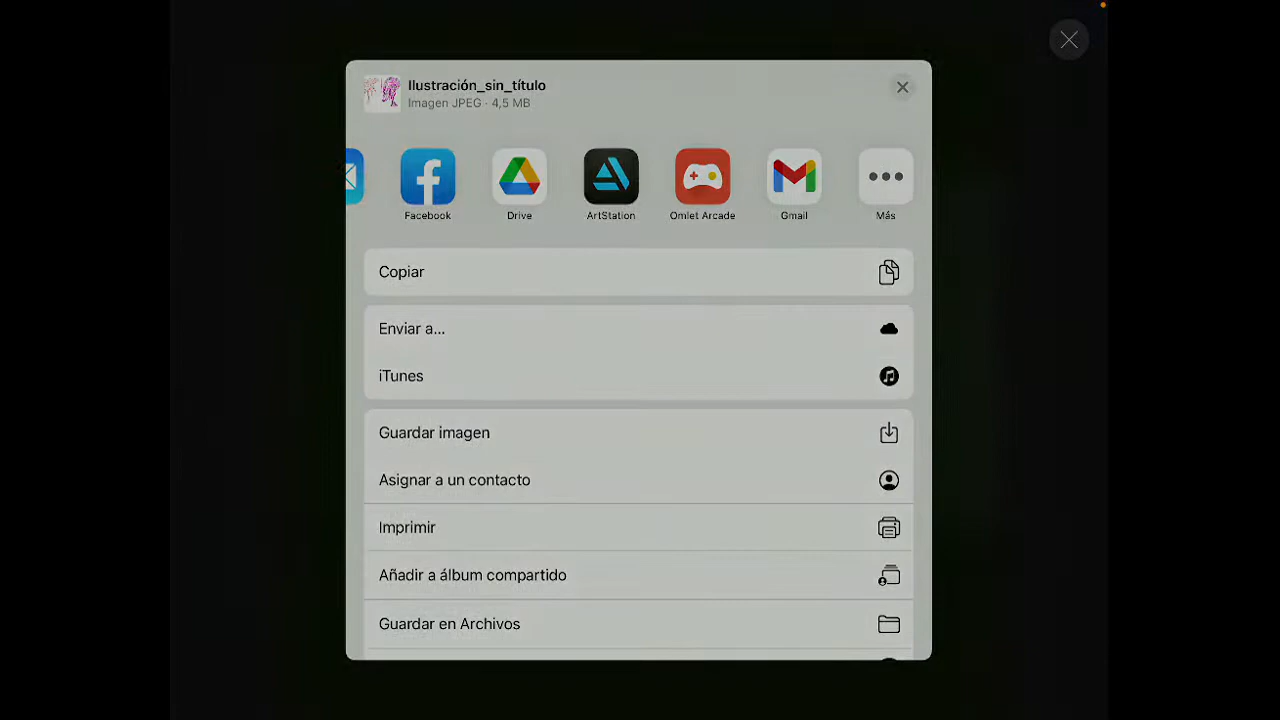 Ilustración_sin_título
Imagen JPEG · 4,5 MB
Facebook
Drive
ArtStation
Omlet Arcade
Gmail
Más
Copiar
Enviar a...
iTunes
Guardar imagen
Asignar a un contacto
Imprimir
Añadir a álbum compartido
Guardar en Archivos